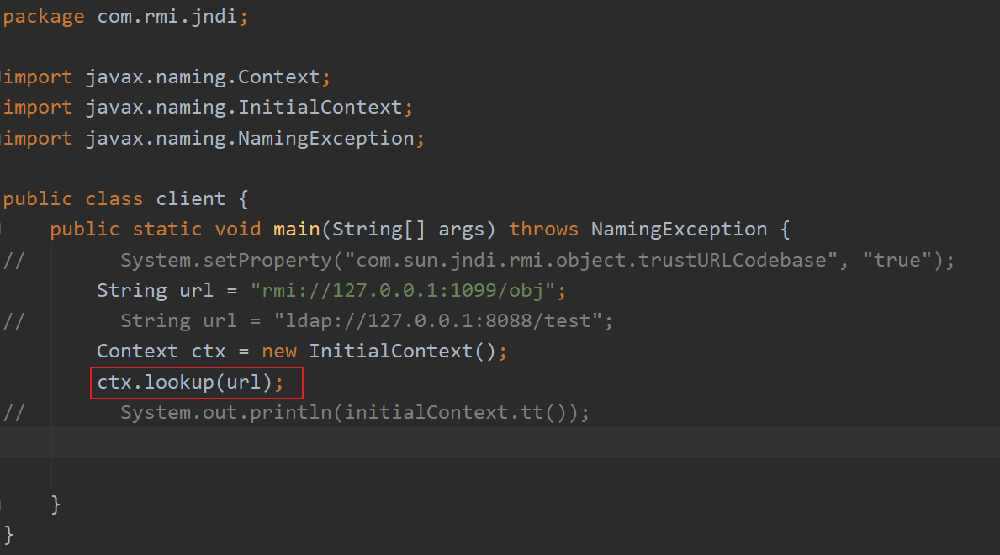 package com.rmi.jndi;
import javax.naming.Context;
import javax.naming.InitialContext;
import javax.naming.NamingException;
public class client {
public static void main(String[] args) throws NamingException {
// System.setProperty("com.sun.jndi.rmi.object.trustURLCodebase", "true");
String url = "rmi://127.0.0.1:1099/obj";
// String url = "ldap://127.0.0.1:8088/test";
Context ctx = new InitialContext();
ctx.lookup(url);
// System.out.println(initialContext.tt());
}
}